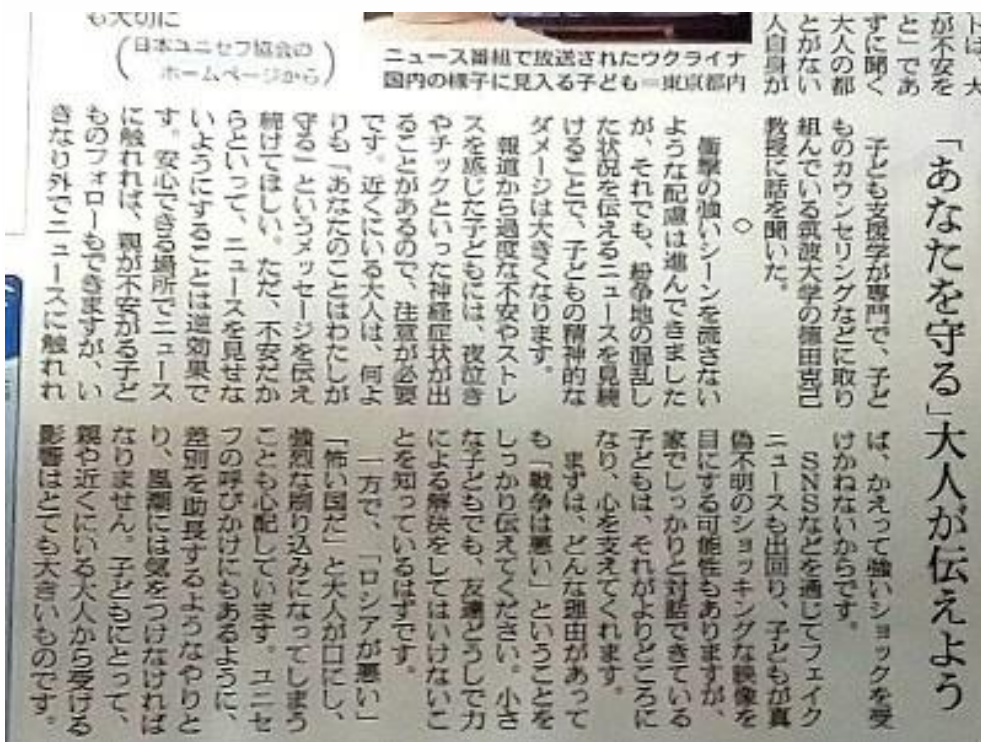 トは、大
が不安を
と」であ
ずに聞く
大人の都
とがない
人自身が
ニュース番組で放送されたウクライナ
国内の様子に見入る子ども＝東京都内
も大切に
(日本ユニセフ協会の
ホームページから)
「あなたを守る」大人が伝えよう
子ども支援学が専門で、子ど
ものカウンセリングなどに取り
組んでいる筑波大学の徳田克己
教授に話を聞いた。
◇
衝撃の強いシーンを流さない
ような配慮は進んできました
が、それでも、紛争地の混乱し
た状況を伝えるニュースを見続
けることで、子どもの精神的な
ダメージは大きくなります。
報道から過度な不安やストレ
スを感じた子どもには、夜泣き
やチックといった神経症状が出
ることがあるので、注意が必要
です。近くにいる大人は、何よ
りも「あなたのことはわたしが
守る」というメッセージを伝え
続けてほしい。ただ、不安だか
らといって、ニュースを見せな
いようにすることは逆効果で
す。安心できる場所でニュース
に触れれば、親が不安がる子ど
ものフォローもできますが、い
きなり外でニュースに触れれ
ば、かえって強いショックを受
けかねないからです。
SNSなどを通じてフェイク
ニュースも出回り、子どもが真
偽不明のショッキングな映像を
目にする可能性もありますが、
家でしっかりと対話できている
子どもは、それがよりどころに
なり、心を支えてくれます。
まずは、どんな理由があって
も「戦争は悪い」ということを
しっかり伝えてください。小さ
な子どもでも、友達どうしで力
による解決をしてはいけないこ
とを知っているはずです。
一方で、「ロシアが悪い」
「怖い国だ」と大人が口にし、
強烈な刷り込みになってしまう
ことも心配しています。ユニセ
フの呼びかけにもあるように、
差別を助長するようなやりと
り、風潮には気をつけなければ
なりません。子どもにとって、
親や近くにいる大人から受ける
影響はとても大きいものです。